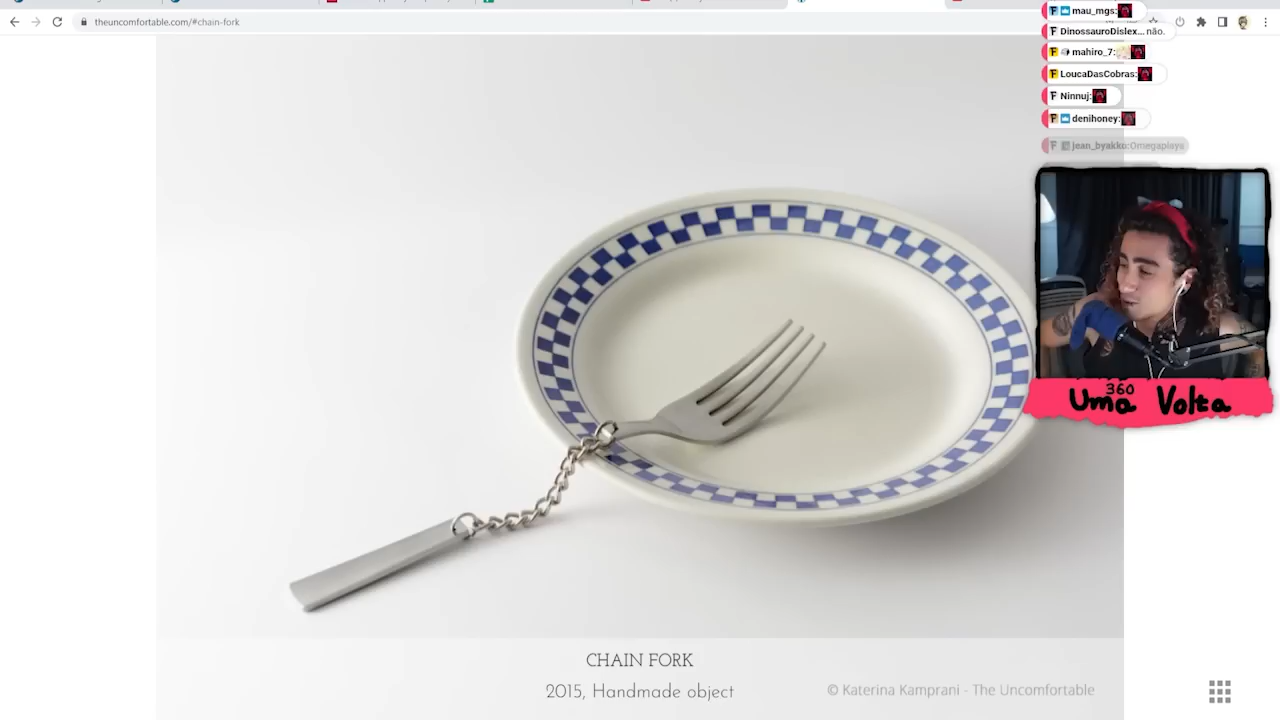 theuncomfortable.com/#chain-fork
mau_mgs:
DinossauroDislex... não.
mahiro_7:
LoucaDasCobras:
Ninnuj:
denihoney:
jean_byakko:Omegaplays
360
Uma Volta
CHAIN FORK
2015, Handmade object
© Katerina Kamprani - The Uncomfortable